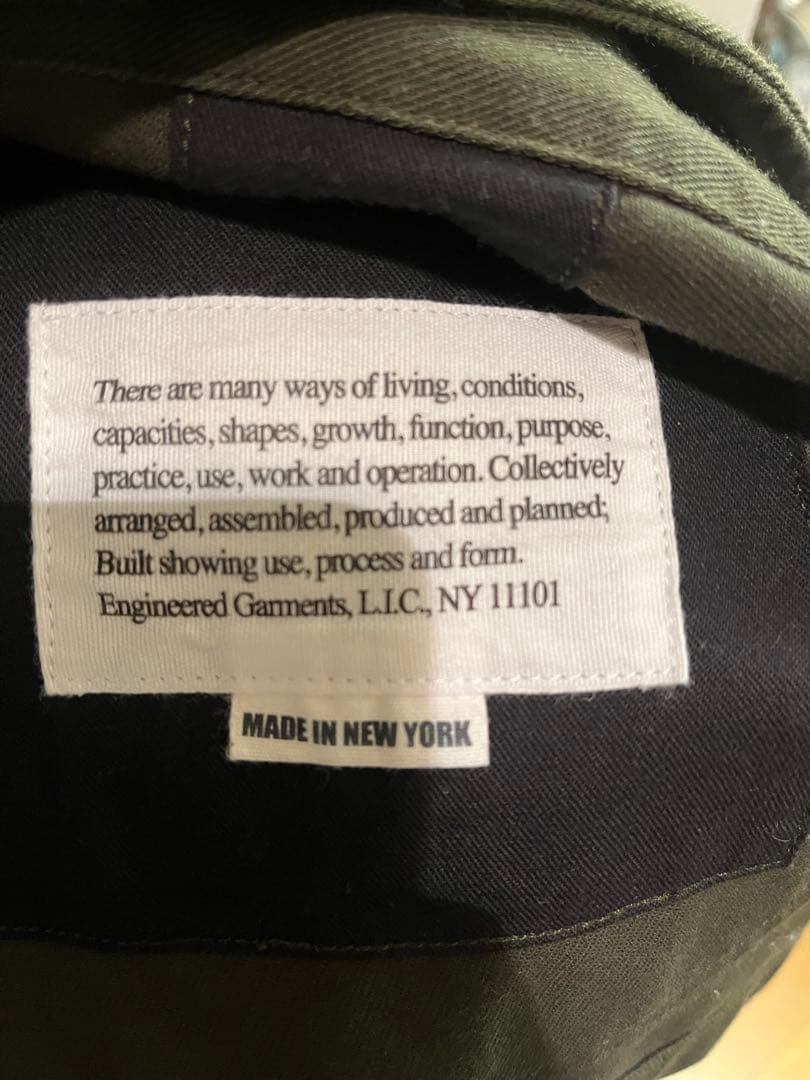 There are many ways of living, conditions,
capacities, shapes, growth, function, purpose,
practice, use, work and operation. Collectively
arranged, assembled, produced and planned;
Built showing use, process and form.
Engineered Garments, L.I.C., NY 11101
MADE IN NEW YORK